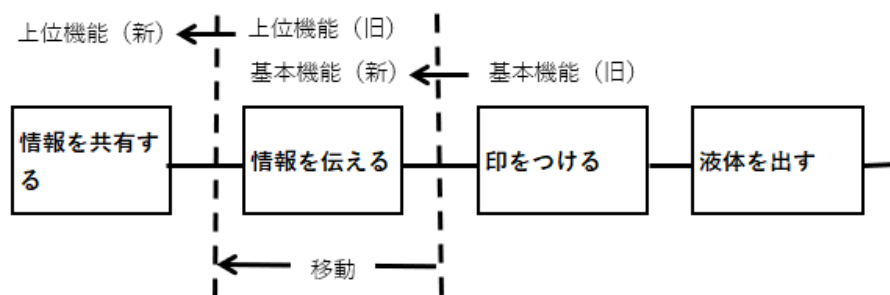 上位機能（新）
上位機能（旧）
基本機能（新）
基本機能（旧）
情報を共有す
る
情報を伝える
印をつける
液体を出す
移動